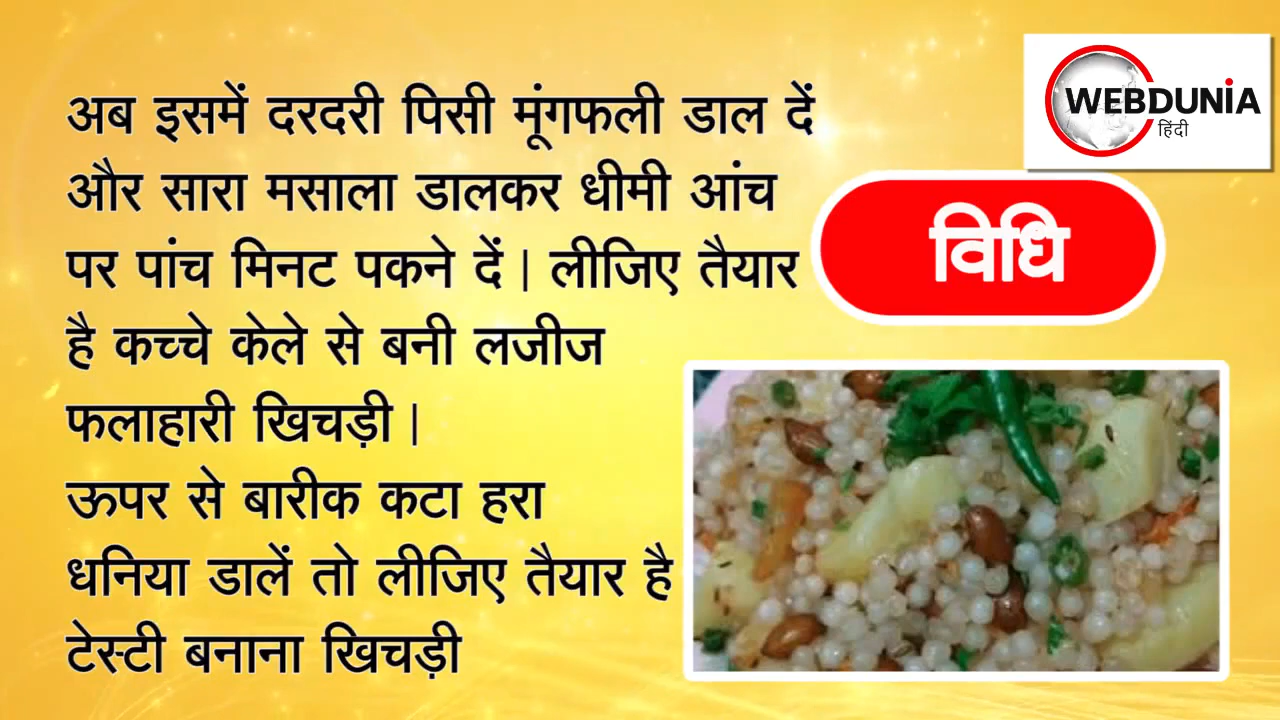 अब इसमें दरदरी पिसी मूंगफली डाल दें
और सारा मसाला डालकर धीमी आंच
पर पांच मिनट पकने दें | लीजिए तैयार
है कच्चे केले से बनी लजीज
फलाहारी खिचड़ी |
ऊपर से बारीक कटा हरा
धनिया डालें तो लीजिए तैयार है
टेस्टी बनाना खिचड़ी
WEBDUNIA
हिंदी
विधि